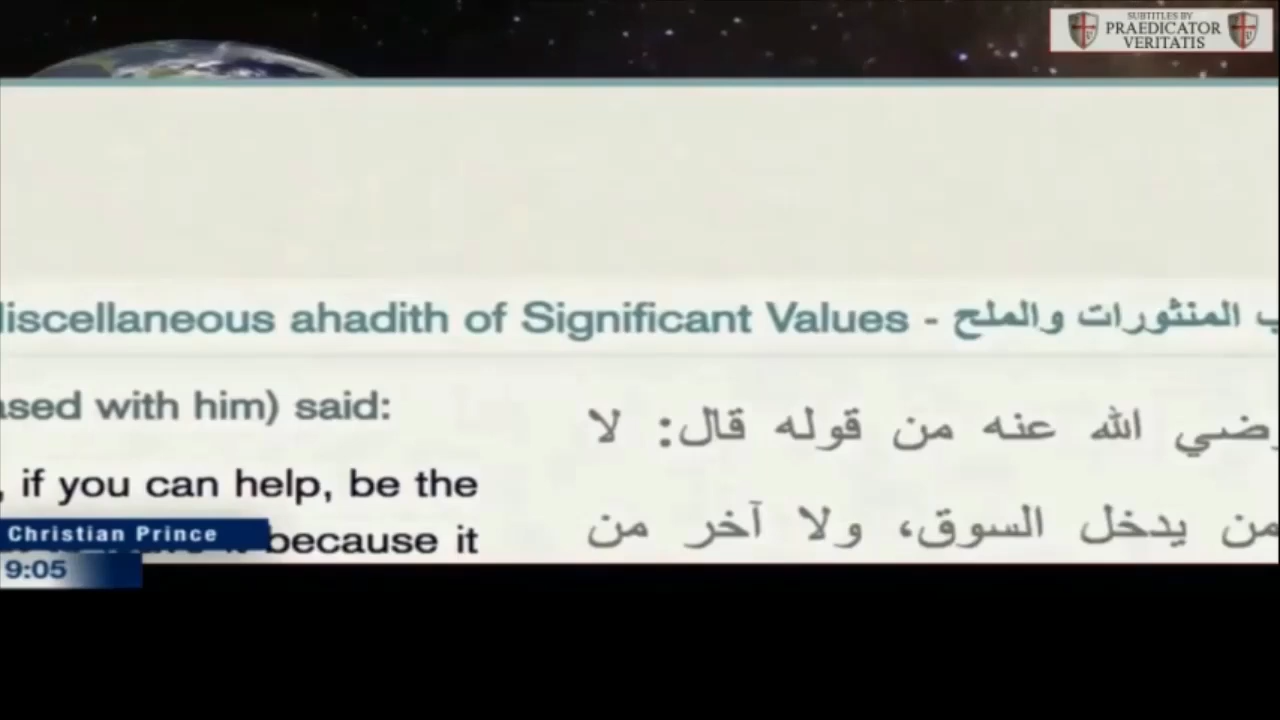 SUBTITLES BY
PRAEDICATOR
VERITATIS
iscellaneous ahadith of Significant Values - المنثورات والملح
ased with him) said:
ضي الله عنه من قوله قال: لا
, if you can help, be the
من يدخل السوق، ولا آخر من
because it
Christian Prince
9:05